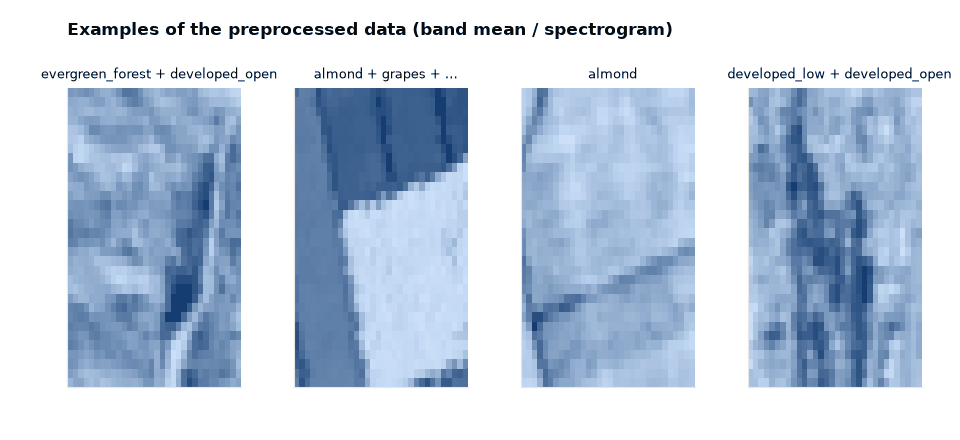 Examples of the preprocessed data (band mean / spectrogram)
evergreen_forest + developed_open
almond + grapes + ...
almond
developed_low + developed_open